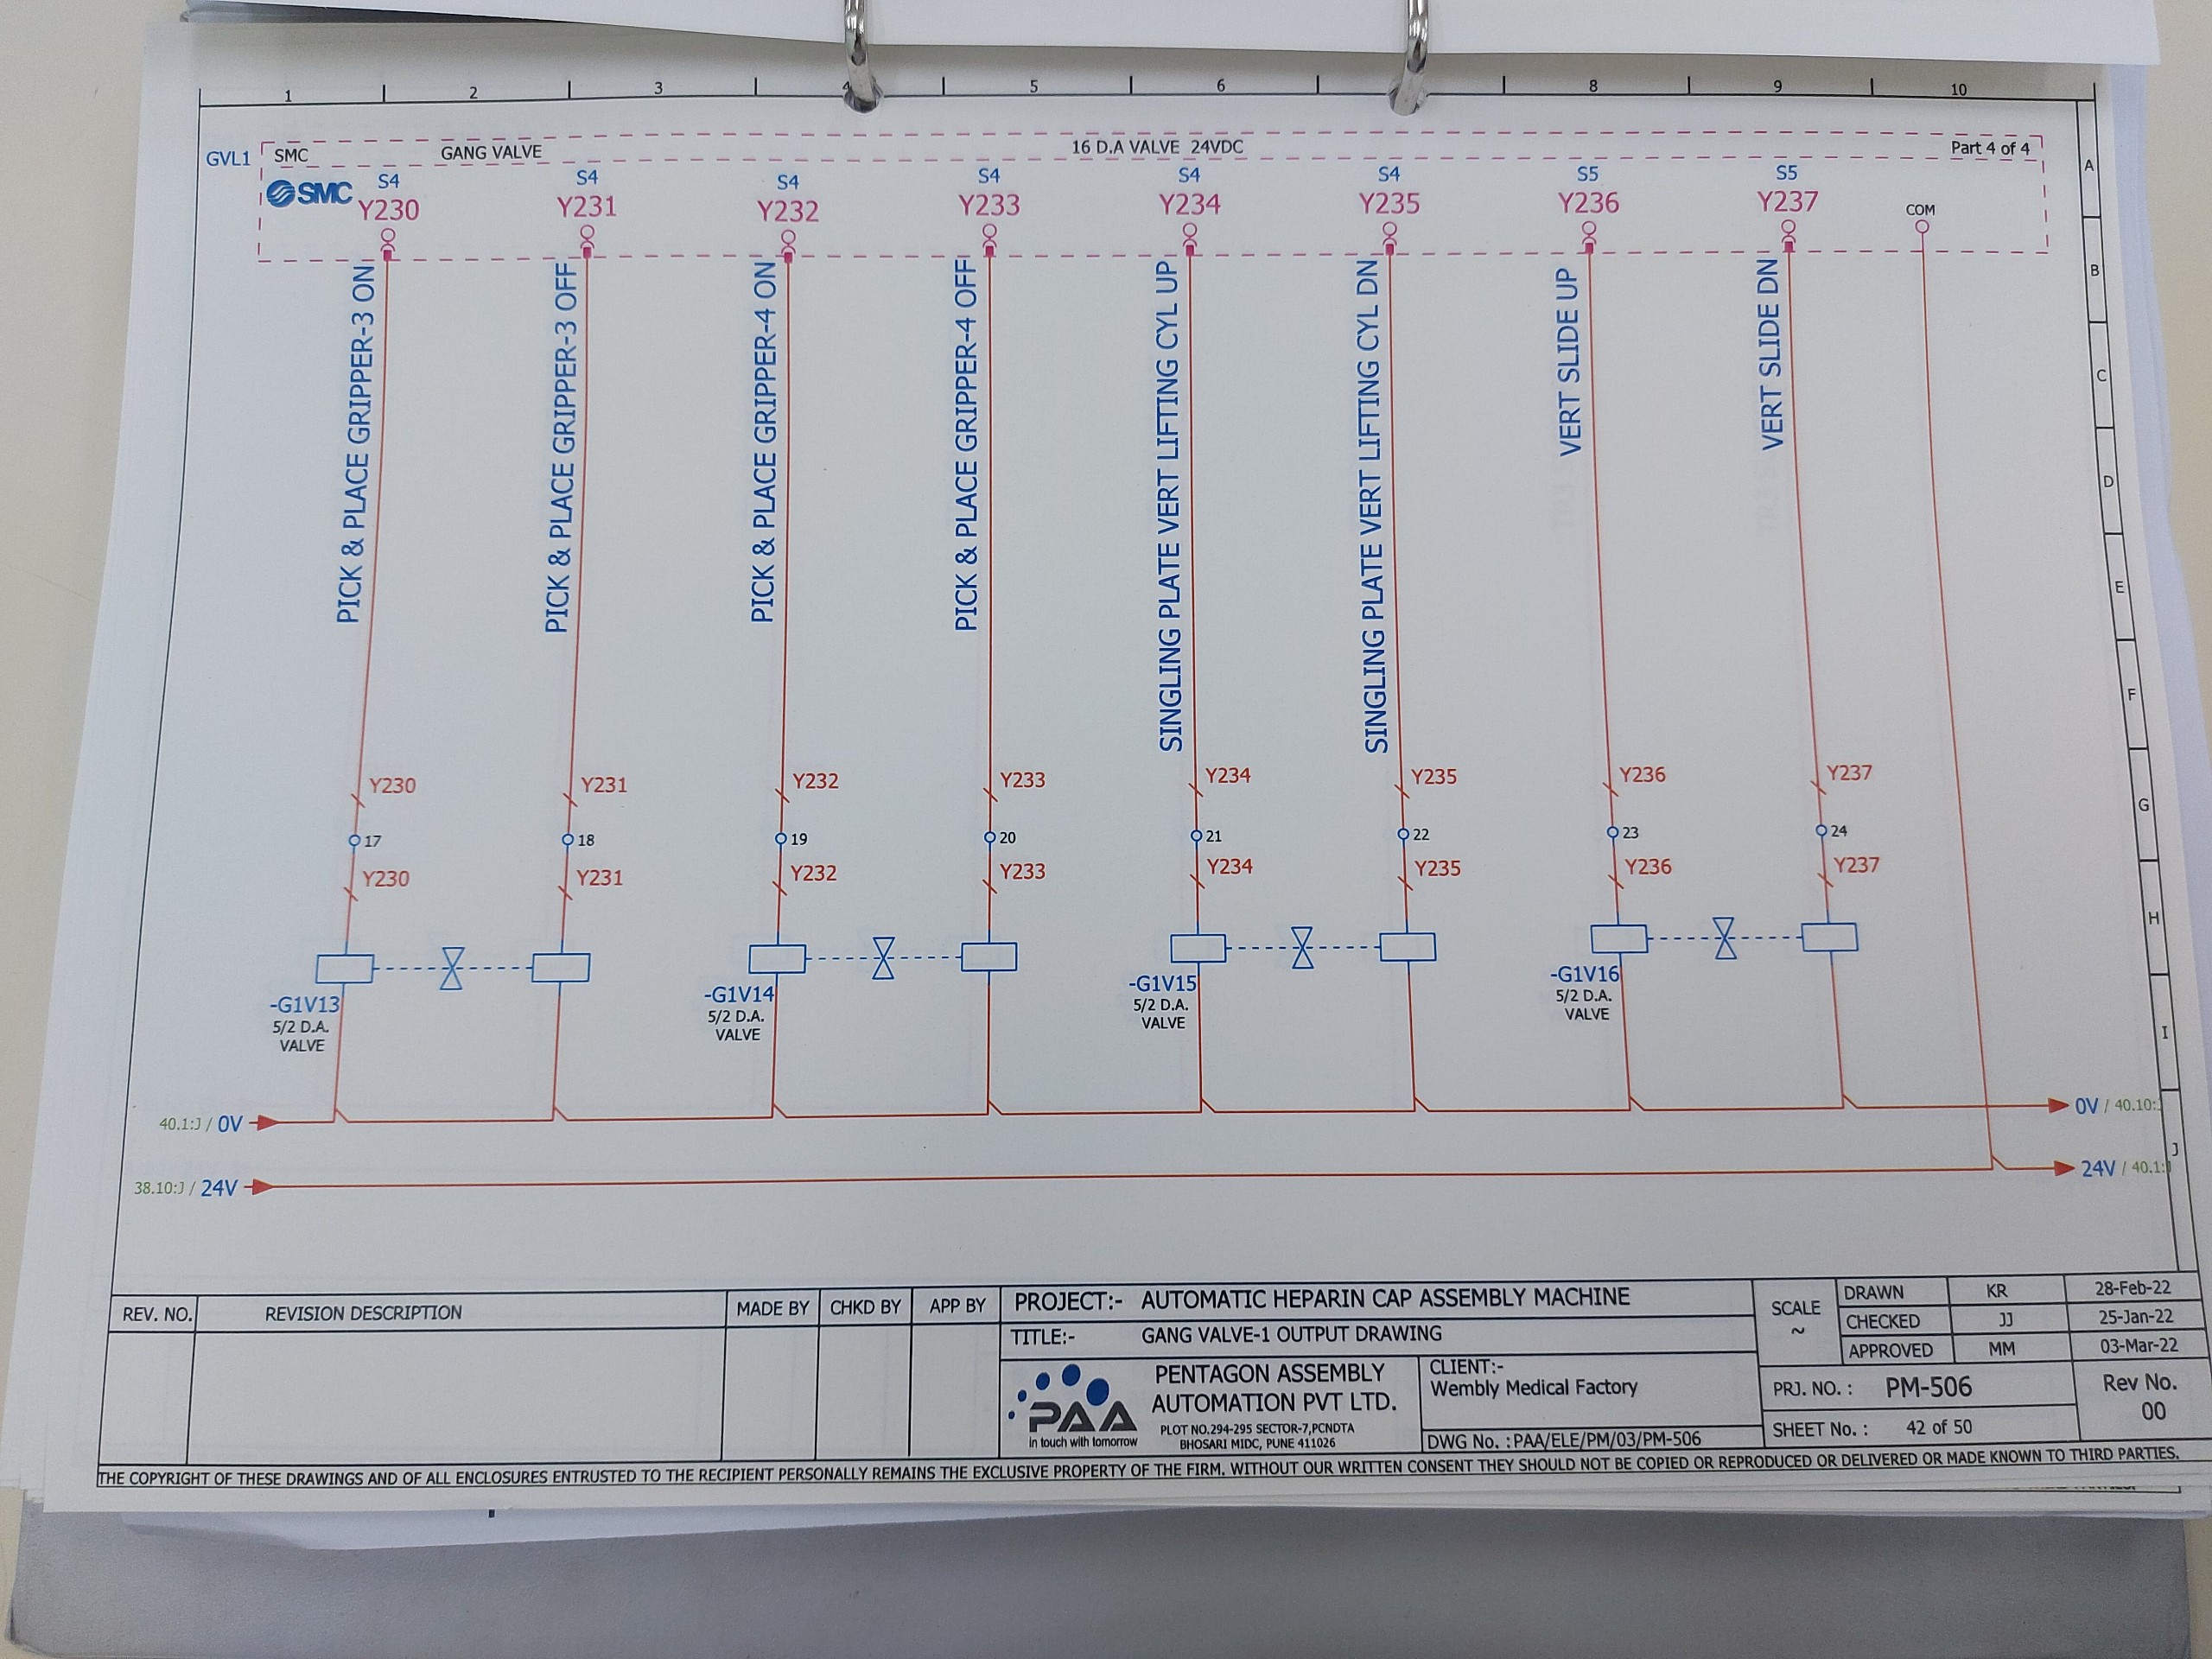 1 2 3 4 5 6 8 9 10
GVL1 SMC GANG VALVE 16 D.A VALVE 24VDC Part 4 of 4
SMC
S4 S4 S4 S4 S4 S4 S5 S5
Y230 Y231 Y232 Y233 Y234 Y235 Y236 Y237 COM
PICK & PLACE GRIPPER-3 ON
PICK & PLACE GRIPPER-3 OFF
PICK & PLACE GRIPPER-4 ON
PICK & PLACE GRIPPER-4 OFF
SINGLING PLATE VERT LIFTING CYL UP
SINGLING PLATE VERT LIFTING CYL DN
VERT SLIDE UP
VERT SLIDE DN
A
B
C
D
E
F
G
H
I
J
Y230 Y231 Y232 Y233 Y234 Y235 Y236 Y237
17 18 19 20 21 22 23 24
Y230 Y231 Y232 Y233 Y234 Y235 Y236 Y237
-G1V13
5/2 D.A.
VALVE
-G1V14
5/2 D.A.
VALVE
-G1V15
5/2 D.A.
VALVE
-G1V16
5/2 D.A.
VALVE
40.1:J / 0V 0V / 40.10:J
38.10:J / 24V 24V / 40.1:J
REV. NO. REVISION DESCRIPTION MADE BY CHKD BY APP BY
PROJECT:- AUTOMATIC HEPARIN CAP ASSEMBLY MACHINE
TITLE:- GANG VALVE-1 OUTPUT DRAWING
PAA
in touch with tomorrow
PENTAGON ASSEMBLY
AUTOMATION PVT LTD.
PLOT NO.294-295 SECTOR-7,PCNDTA
BHOSARI MIDC, PUNE 411026
CLIENT:-
Wembly Medical Factory
DWG No. :PAA/ELE/PM/03/PM-506
SCALE
~
DRAWN KR 28-Feb-22
CHECKED JJ 25-Jan-22
APPROVED MM 03-Mar-22
PRJ. NO. : PM-506
SHEET No. : 42 of 50
Rev No.
00
THE COPYRIGHT OF THESE DRAWINGS AND OF ALL ENCLOSURES ENTRUSTED TO THE RECIPIENT PERSONALLY REMAINS THE EXCLUSIVE PROPERTY OF THE FIRM. WITHOUT OUR WRITTEN CONSENT THEY SHOULD NOT BE COPIED OR REPRODUCED OR DELIVERED OR MADE KNOWN TO THIRD PARTIES.